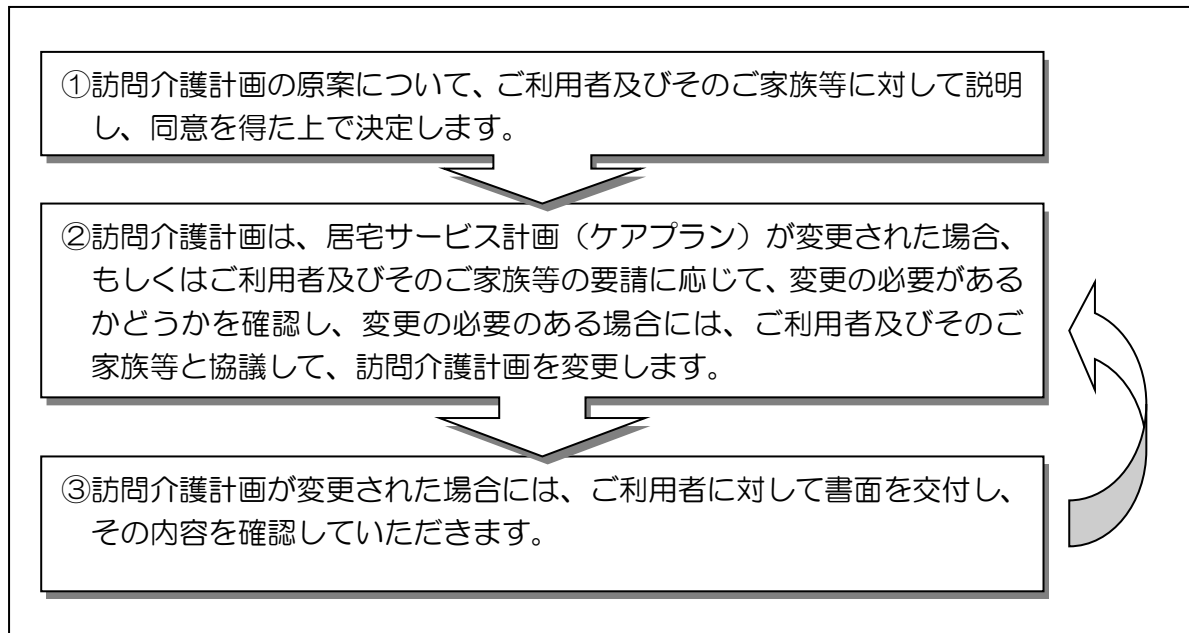 ①訪問介護計画の原案について、ご利用者及びそのご家族等に対して説明
し、同意を得た上で決定します。
②訪問介護計画は、居宅サービス計画（ケアプラン）が変更された場合、
もしくはご利用者及びそのご家族等の要請に応じて、変更の必要がある
かどうかを確認し、変更の必要のある場合には、ご利用者及びそのご
家族等と協議して、訪問介護計画を変更します。
③訪問介護計画が変更された場合には、ご利用者に対して書面を交付し、
その内容を確認していただきます。